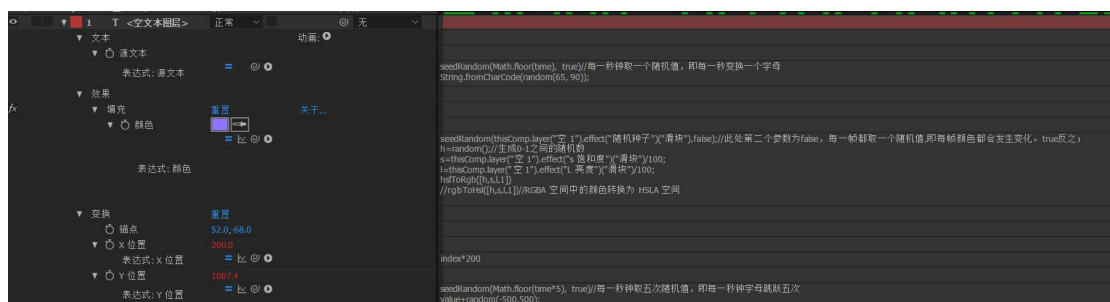 1 T <空文本图层> 正常 无
文本 动画:
源文本
表达式: 源文本
seedRandom(Math.floor(time), true)//每一秒钟取一个随机值，即每一秒变换一个字母
String.fromCharCode(random(65, 90));
效果
fx 填充 重置 关于...
颜色
表达式: 颜色
seedRandom(thisComp.layer("空 1").effect("随机种子")("滑块"),false);//此处第二个参数为false，每一帧都取一个随机值,即每帧颜色都会发生变化。true反之；
h=random();//生成0-1之间的随机数
s=thisComp.layer("空 1").effect("s 饱和度")("滑块")/100;
l=thisComp.layer("空 1").effect("L 亮度")("滑块")/100;
hslToRgb([h,s,l,1])
//rgbToHsl([h,s,l,1])//RGBA 空间中的颜色转换为 HSLA 空间
变换 重置
锚点 52.0,-68.0
X 位置 200.0
表达式: X 位置 index*200
Y 位置 1007.4
表达式: Y 位置
seedRandom(Math.floor(time*5), true)//每一秒钟取五次随机值，即每一秒钟字母跳跃五次
value+random(-500,500);